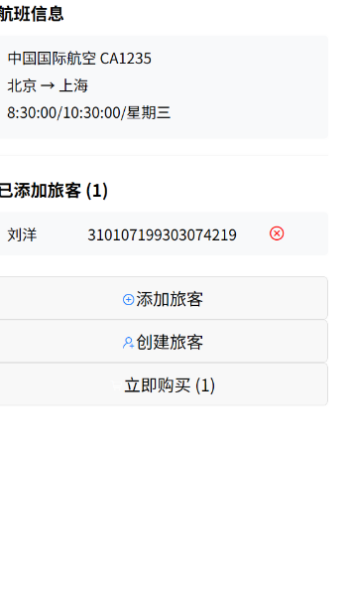 航班信息
中国国际航空 CA1235
北京 → 上海
8:30:00/10:30:00/星期三
已添加旅客 (1)
刘洋 310107199303074219
添加旅客
创建旅客
立即购买 (1)